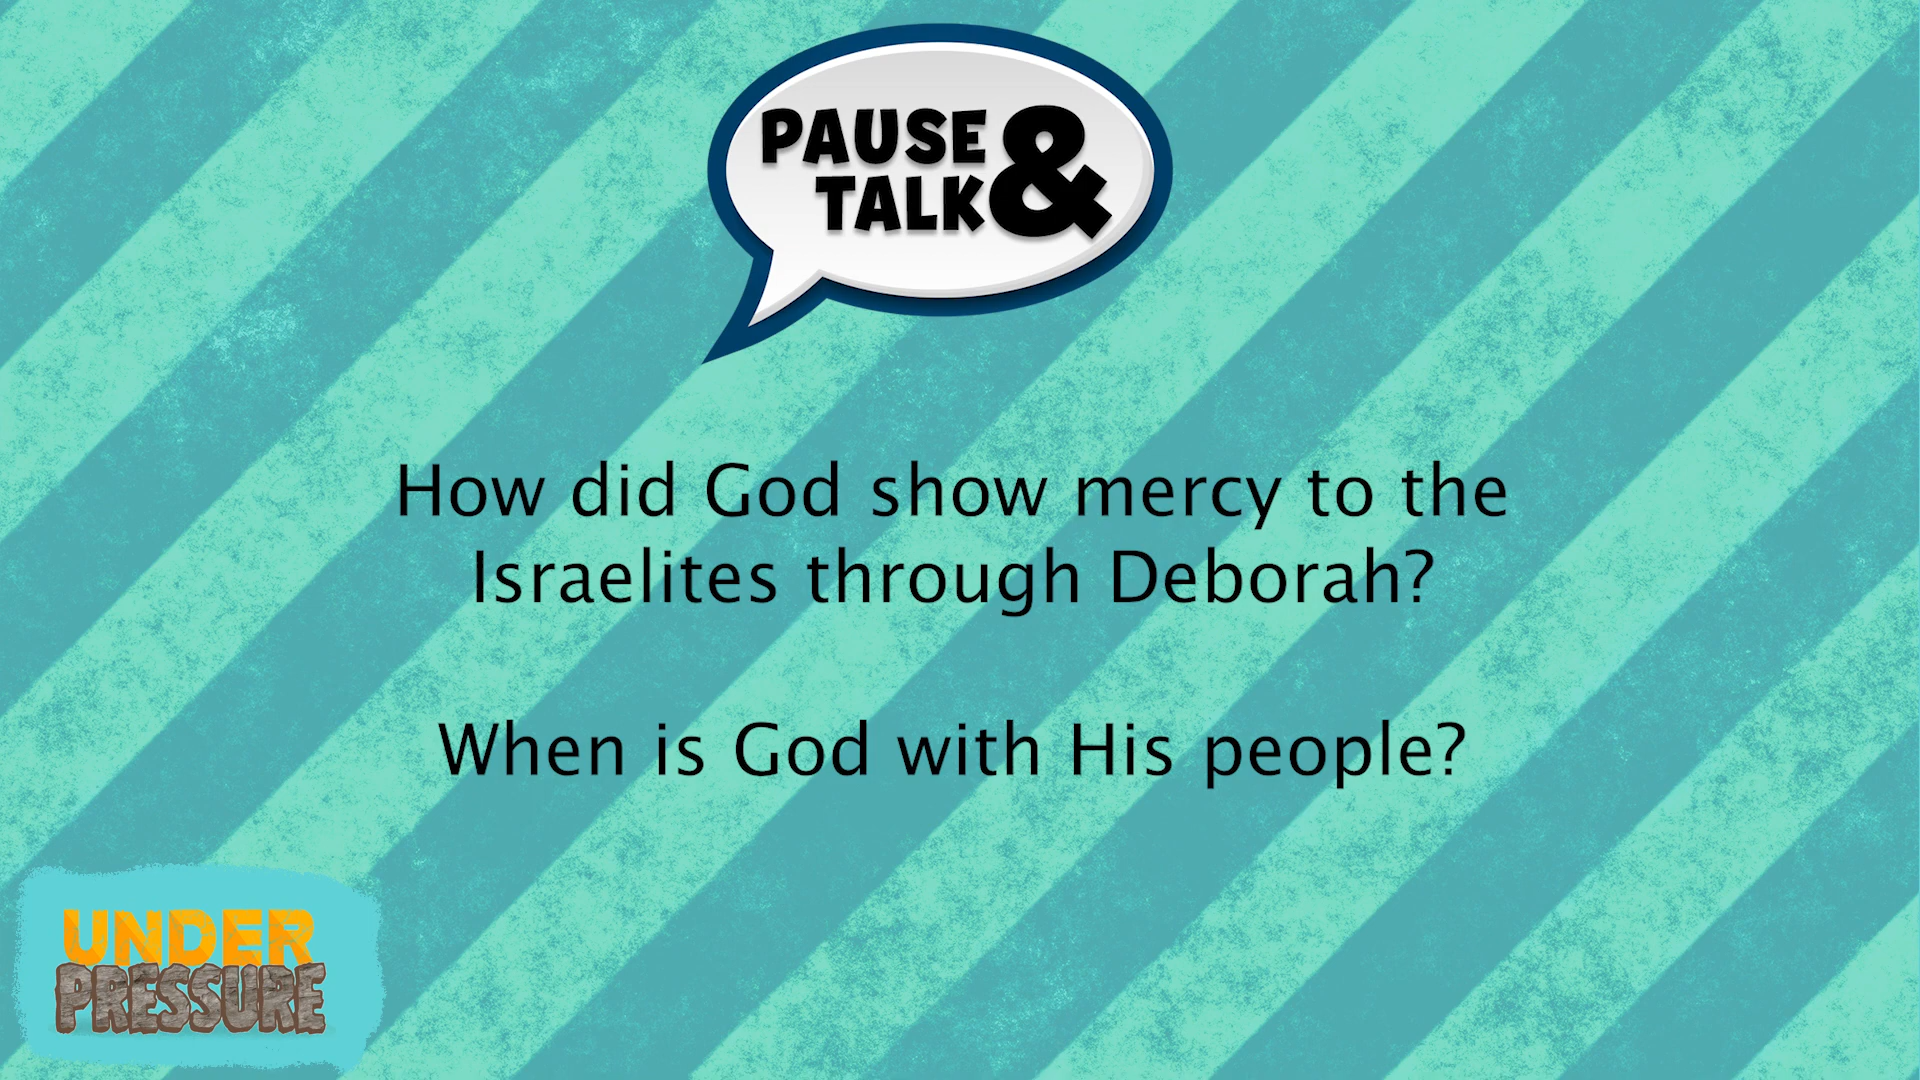 PAUSE &
TALK
How did God show mercy to the
Israelites through Deborah?
When is God with His people?
UNDER
PRESSURE